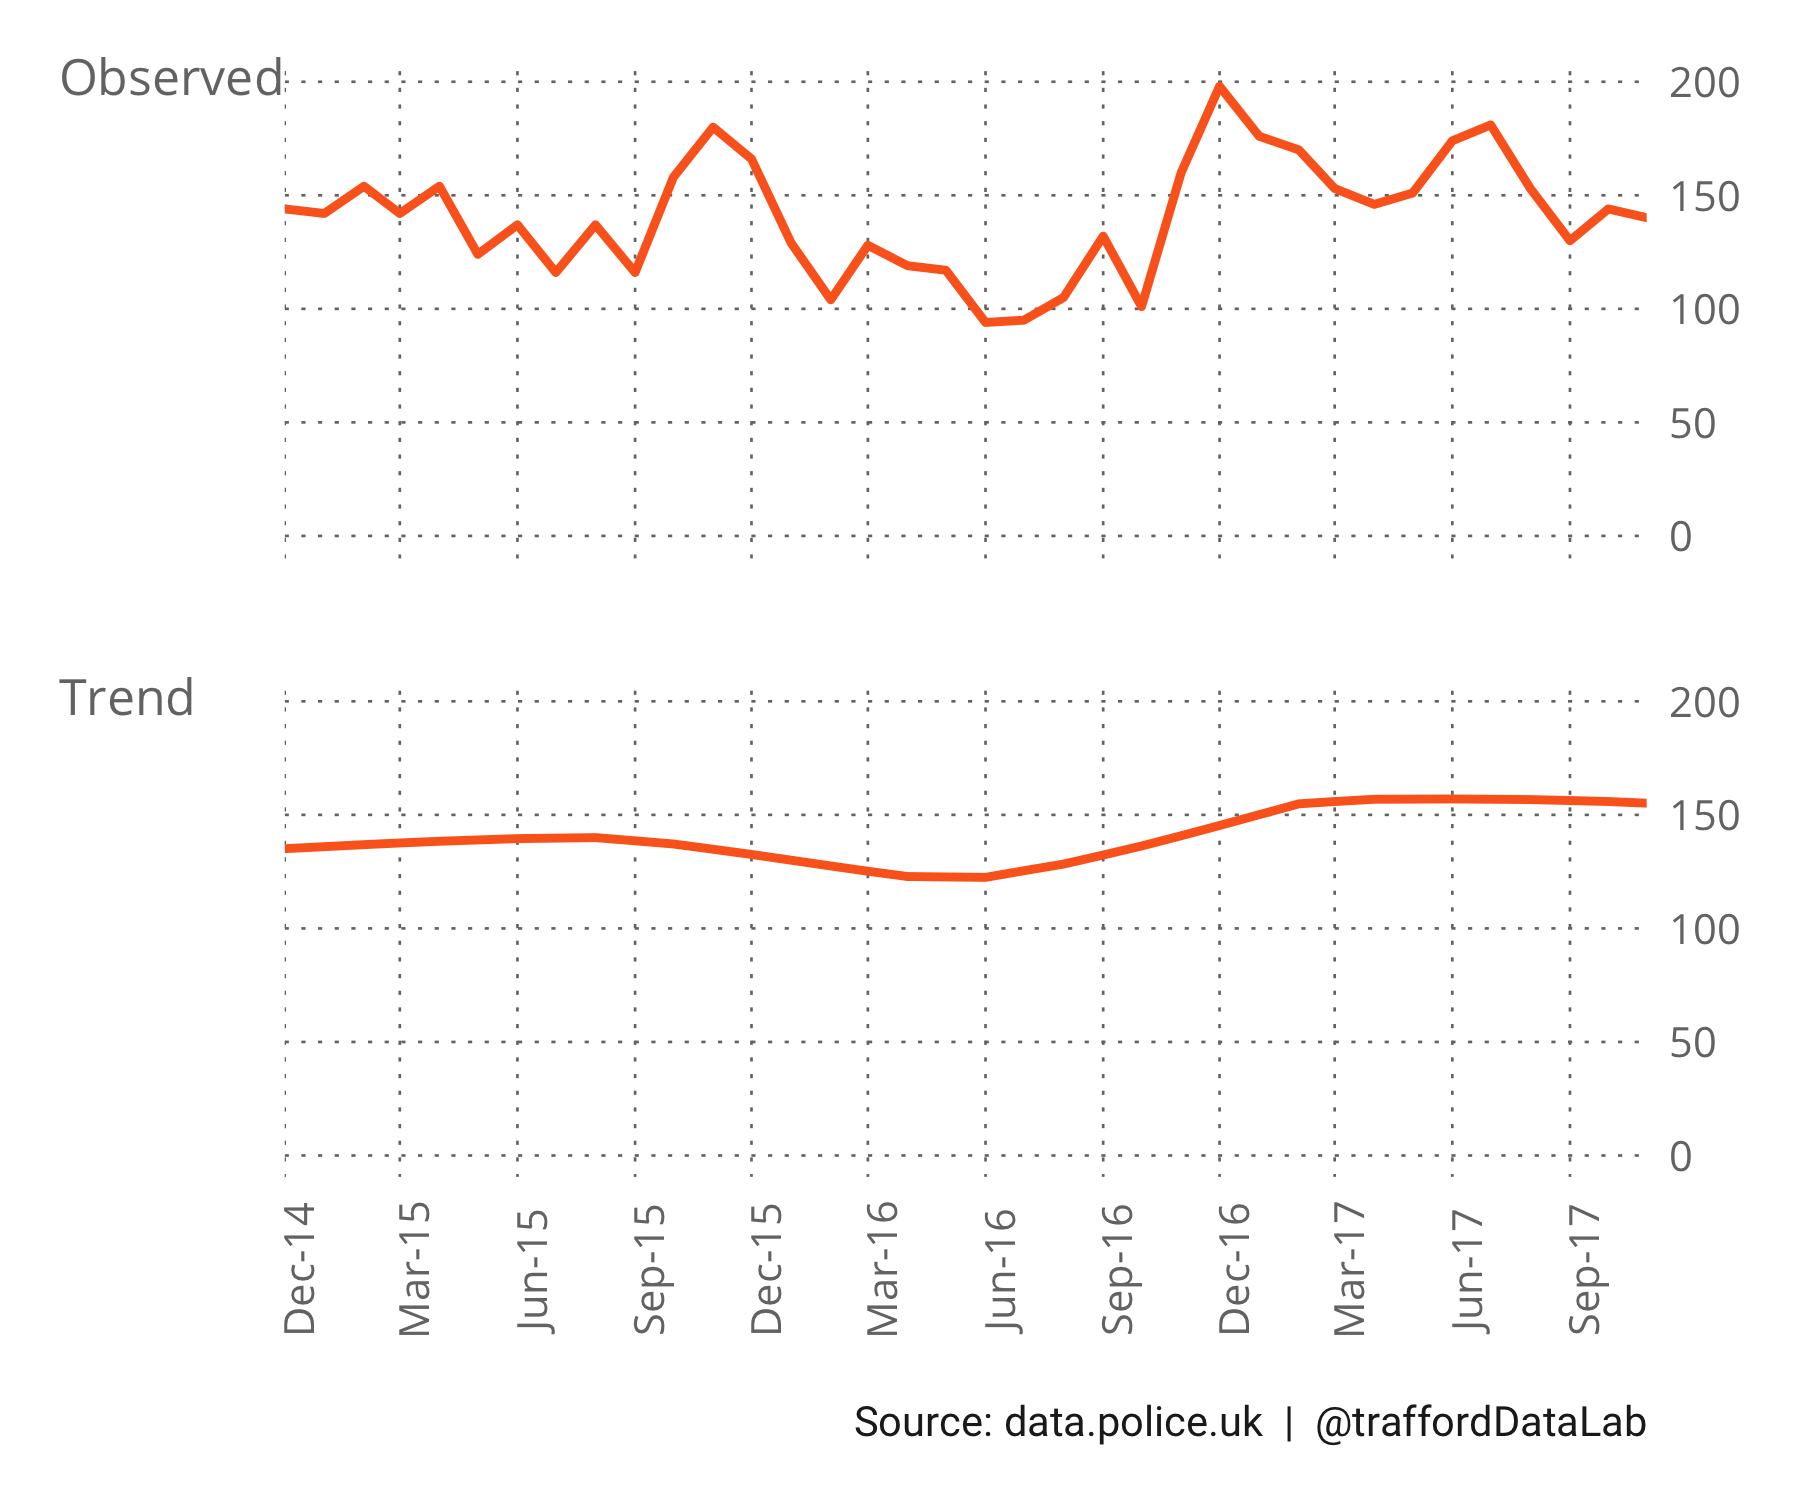 Observed
200
150
100
50
0
Trend
200
150
100
50
0
Dec-14
Mar-15
Jun-15
Sep-15
Dec-15
Mar-16
Jun-16
Sep-16
Dec-16
Mar-17
Jun-17
Sep-17
Source: data.police.uk | @traffordDataLab